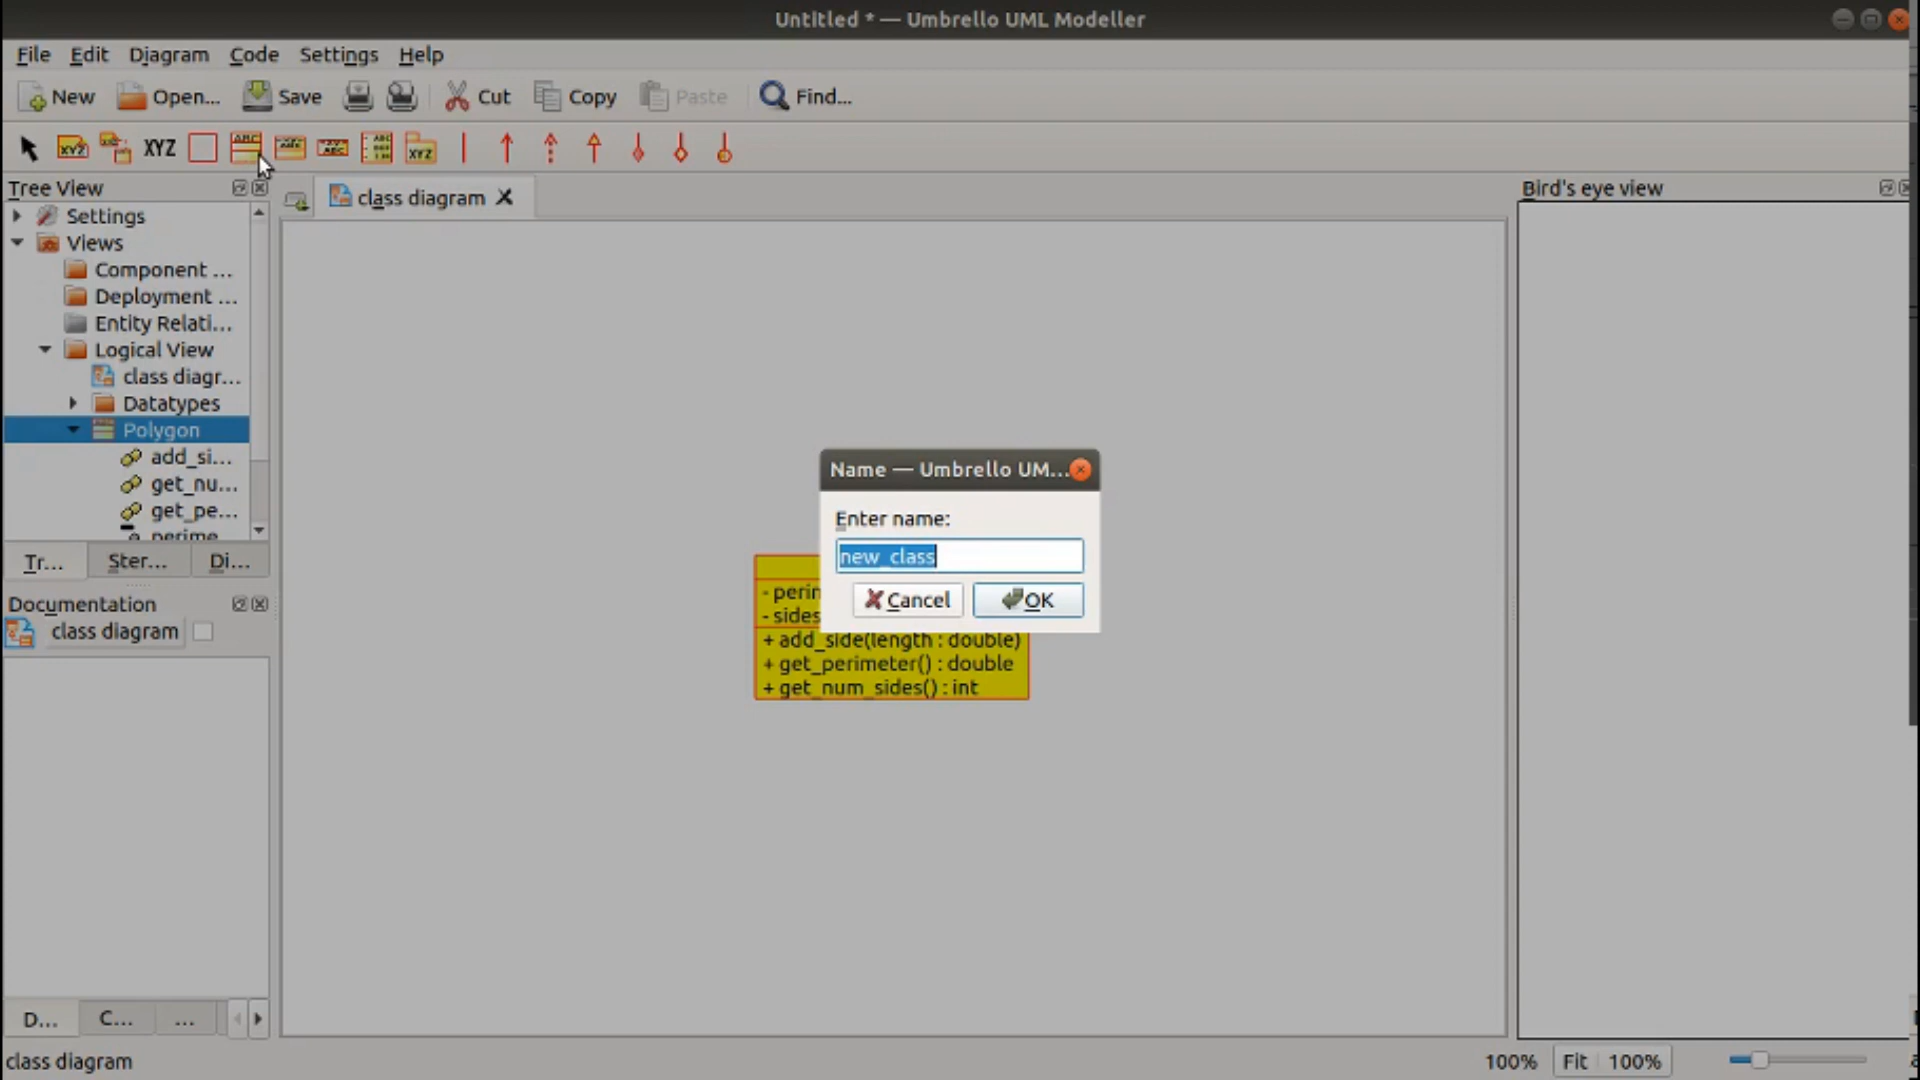 Untitled * — Umbrello UML Modeller
File Edit Diagram Code Settings Help
New Open... Save Cut Copy Paste Find...
XYZ
Tree View
class diagram
Bird's eye view
Settings
Views
Component ...
Deployment ...
Entity Relati...
Logical View
class diagr...
Datatypes
Polygon
add_si...
get_nu...
get_pe...
perime
Tr... Ster... Di...
Name — Umbrello UM...
Enter name:
new_class
Cancel OK
- perin
- sides
+ add_side(length : double)
+ get_perimeter() : double
+ get_num_sides() : int
Documentation
class diagram
D... C... ...
class diagram
100% Fit 100%